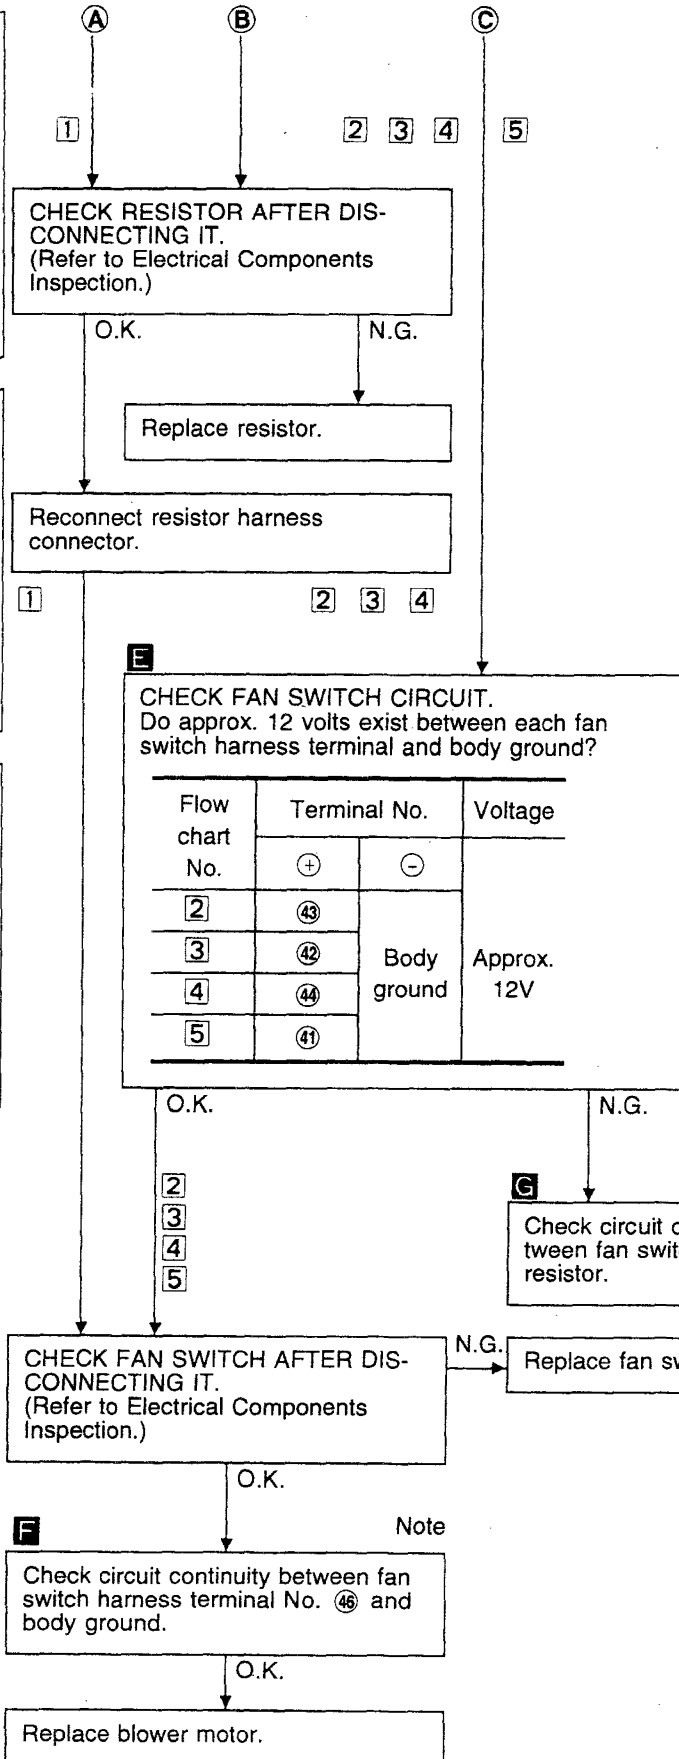 A B C
1 2 3 4 5
CHECK RESISTOR AFTER DIS-
CONNECTING IT.
(Refer to Electrical Components
Inspection.)
O.K. N.G.
Replace resistor.
Reconnect resistor harness
connector.
1 2 3 4
E
CHECK FAN SWITCH CIRCUIT.
Do approx. 12 volts exist between each fan
switch harness terminal and body ground?
Flow
chart
No.
Terminal No.
Voltage
+ -
2 43
3 42
4 44
5 41
Body
ground
Approx.
12V
O.K. N.G.
2
3
4
5
G
Check circuit
tween fan
resistor.
CHECK FAN SWITCH AFTER DIS-
CONNECTING IT.
(Refer to Electrical Components
Inspection.)
N.G.
Replace fan
O.K.
F
Note
Check circuit continuity between fan
switch harness terminal No. 46 and
body ground.
O.K.
Replace blower motor.